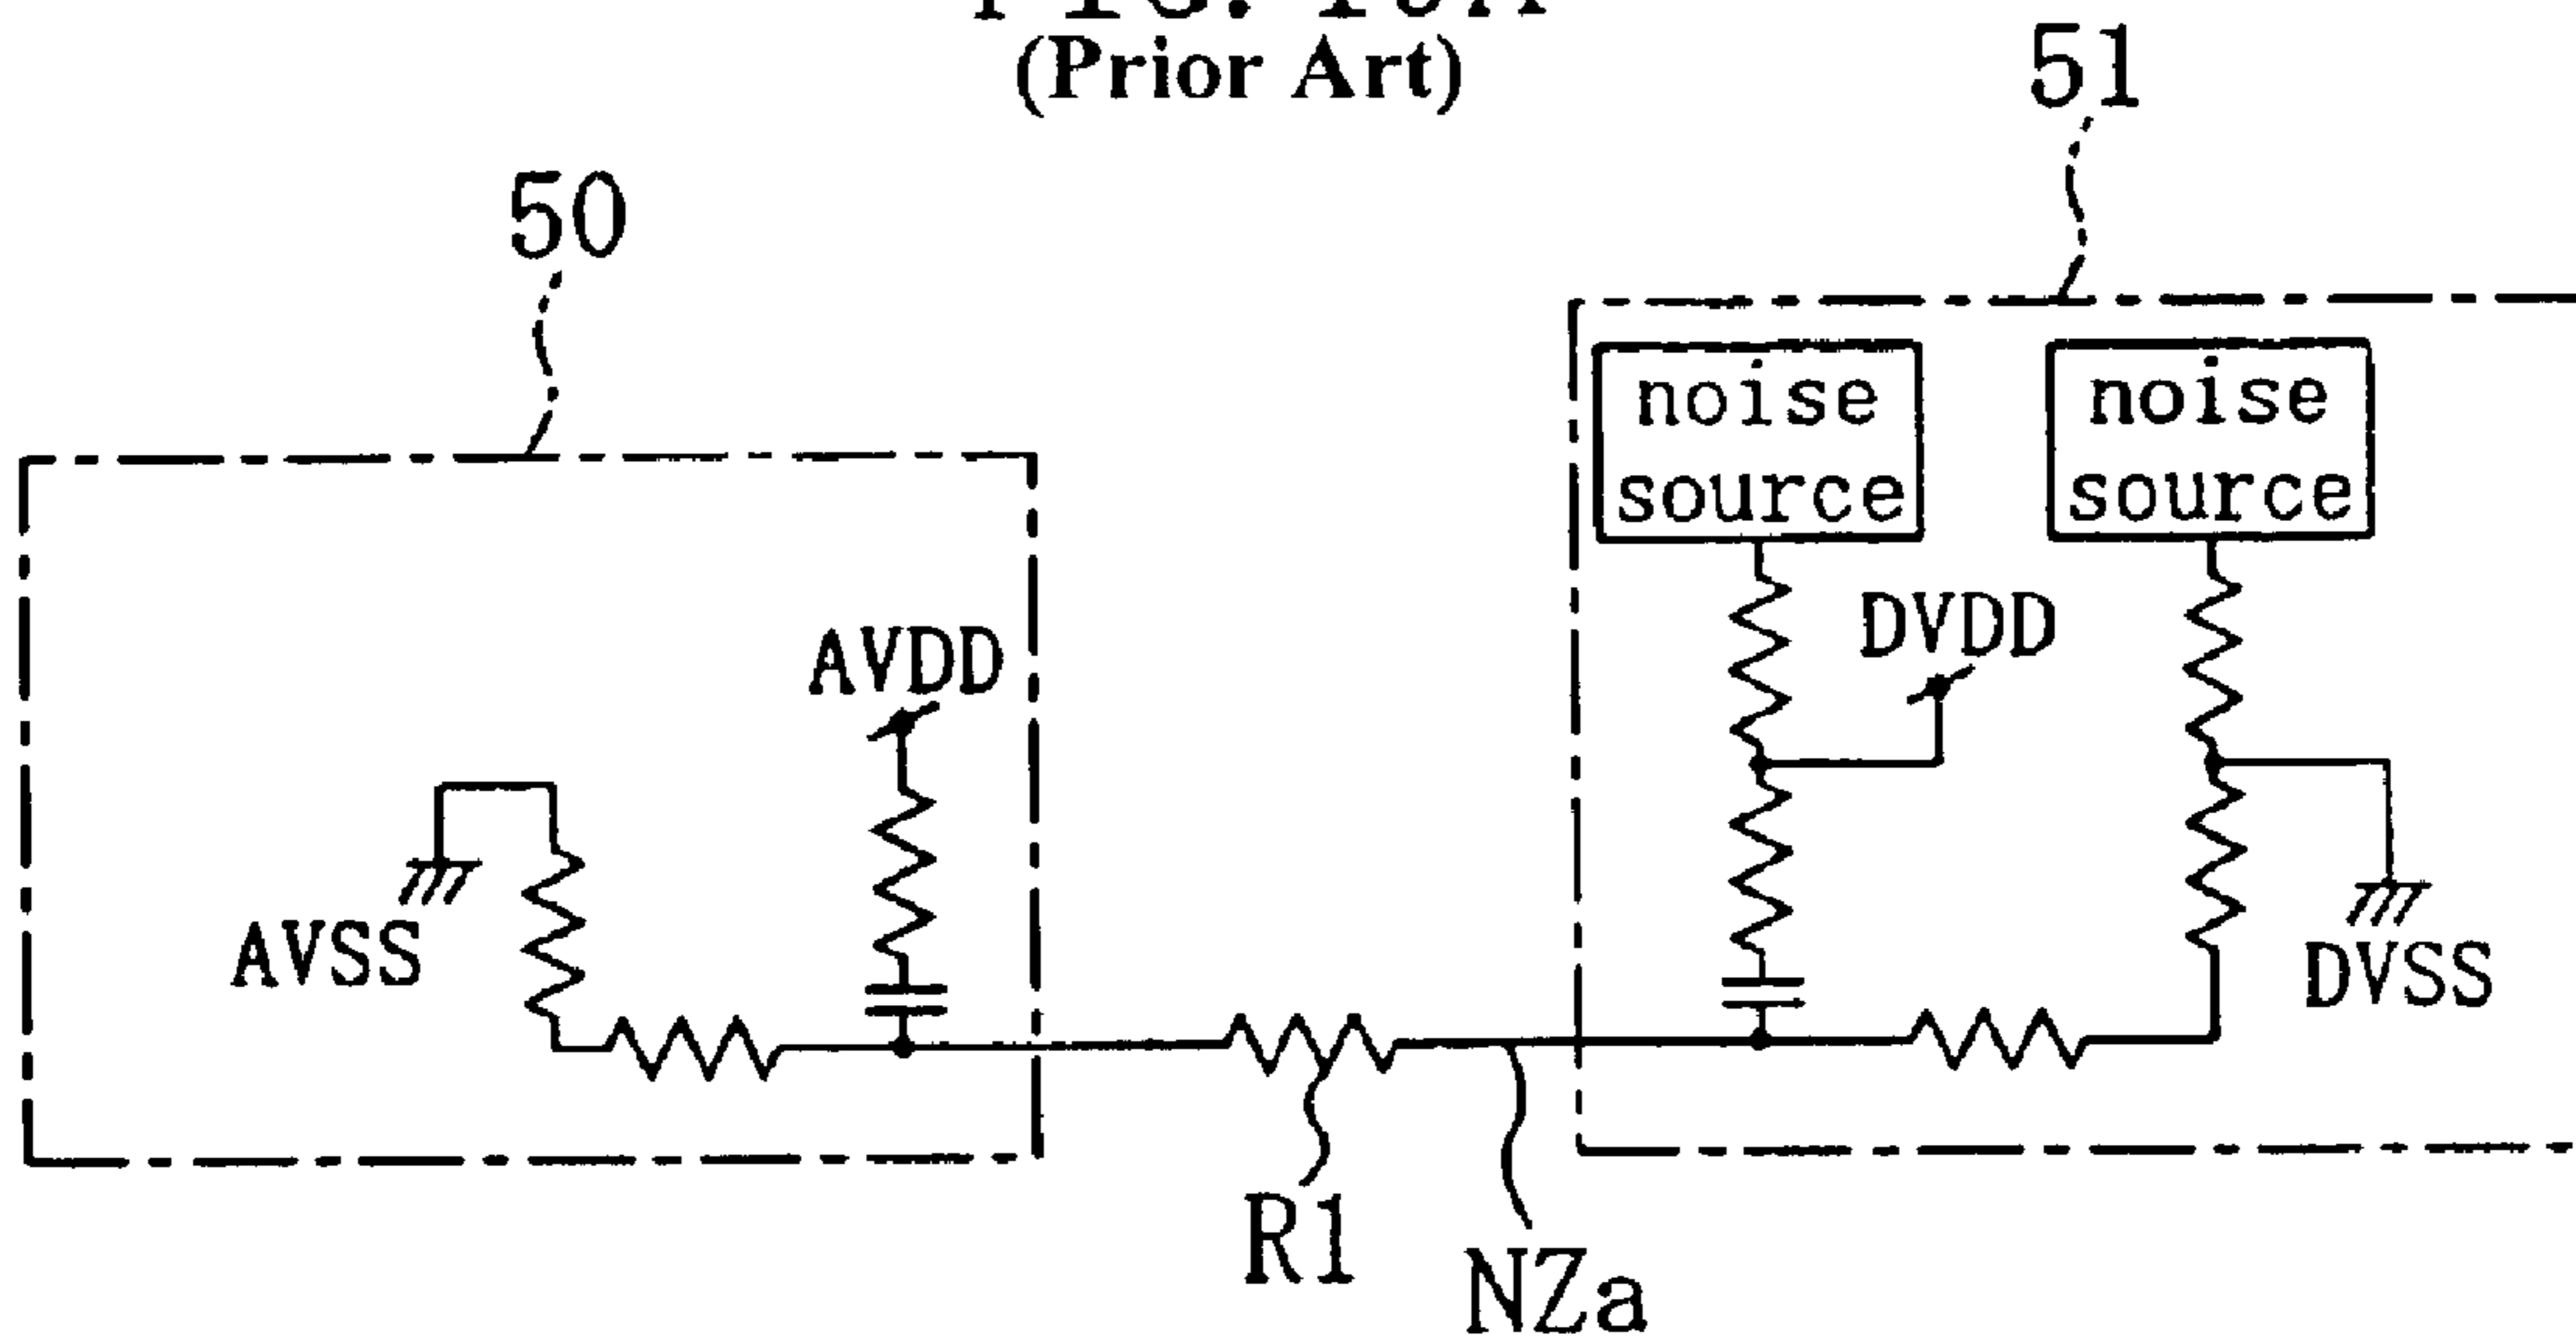 (Prior Art)
51
50
noise
source
noise
source
DVDD
AVDD
AVSS
DVSS
R1
NZa